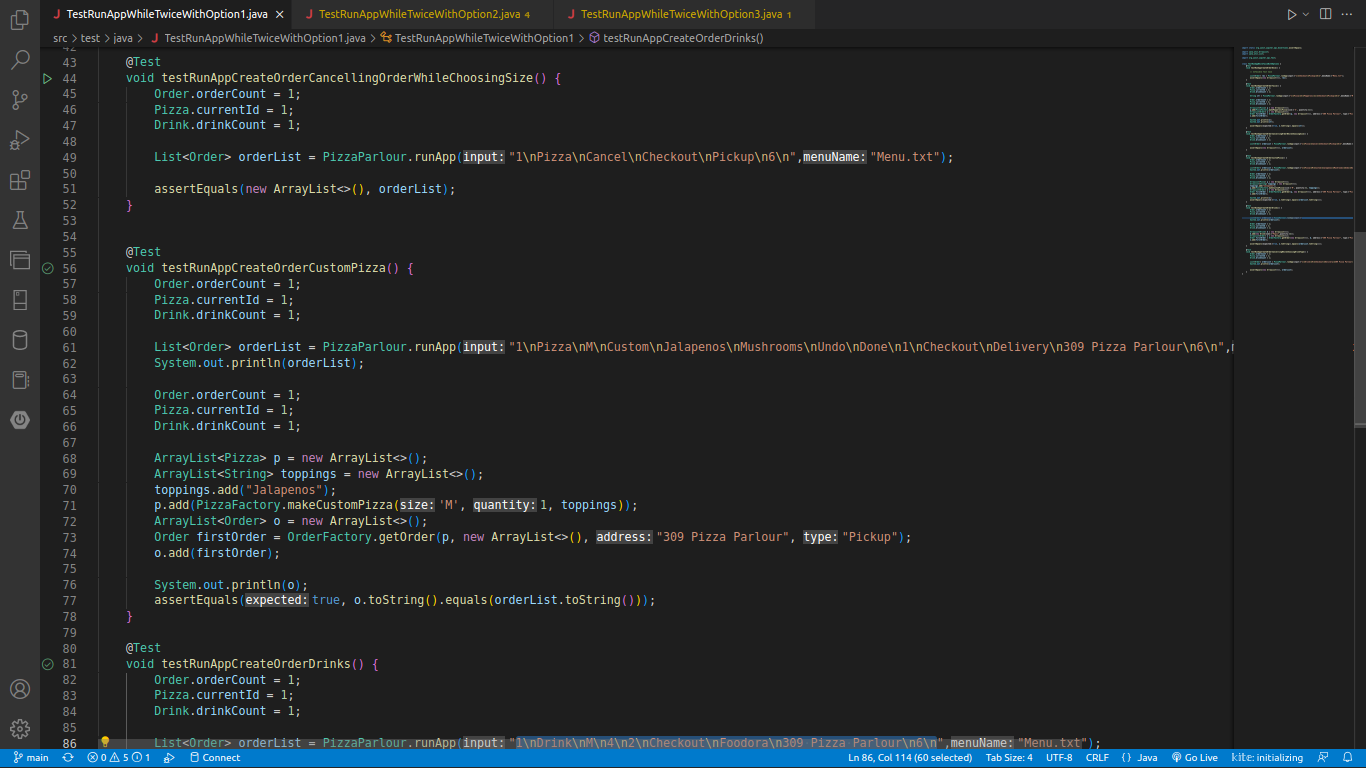 TestRunAppWhileTwiceWithOption1.java
TestRunAppWhileTwiceWithOption2.java 4
TestRunAppWhileTwiceWithOption3.java 1
src > test > java > J TestRunAppWhileTwiceWithOption1.java > TestRunAppWhileTwiceWithOption1 > testRunAppCreateOrderDrinks()
42
43 @Test
44 void testRunAppCreateOrderCancellingOrderWhileChoosingSize() {
45 Order.orderCount = 1;
46 Pizza.currentId = 1;
47 Drink.drinkCount = 1;
48
49 List<Order> orderList = PizzaParlour.runApp(input: "1\nPizza\nCancel\nCheckout\nPickup\n6\n",menuName: "Menu.txt");
50
51 assertEquals(new ArrayList<>(), orderList);
52 }
53
54
55 @Test
56 void testRunAppCreateOrderCustomPizza() {
57 Order.orderCount = 1;
58 Pizza.currentId = 1;
59 Drink.drinkCount = 1;
60
61 List<Order> orderList = PizzaParlour.runApp(input: "1\nPizza\nM\nCustom\nJalapenos\nMushrooms\nUndo\nDone\n1\nCheckout\nDelivery\n309 Pizza Parlour\n6\n",
62 System.out.println(orderList);
63
64 Order.orderCount = 1;
65 Pizza.currentId = 1;
66 Drink.drinkCount = 1;
67
68 ArrayList<Pizza> p = new ArrayList<>();
69 ArrayList<String> toppings = new ArrayList<>();
70 toppings.add("Jalapenos");
71 p.add(PizzaFactory.makeCustomPizza(size: 'M', quantity: 1, toppings));
72 ArrayList<Order> o = new ArrayList<>();
73 Order firstOrder = OrderFactory.getOrder(p, new ArrayList<>(), address: "309 Pizza Parlour", type: "Pickup");
74 o.add(firstOrder);
75
76 System.out.println(o);
77 assertEquals(expected: true, o.toString().equals(orderList.toString()));
78 }
79
80 @Test
81 void testRunAppCreateOrderDrinks() {
82 Order.orderCount = 1;
83 Pizza.currentId = 1;
84 Drink.drinkCount = 1;
85
86 List<Order> orderList = PizzaParlour.runApp(input: "1\nDrink\nM\n4\n2\nCheckout\nFoodora\n309 Pizza Parlour\n6\n",menuName: "Menu.txt");
main 0 5 1 Connect Ln 86, Col 114 (60 selected) Tab Size: 4 UTF-8 CRLF {} Java Go Live kite: initializing